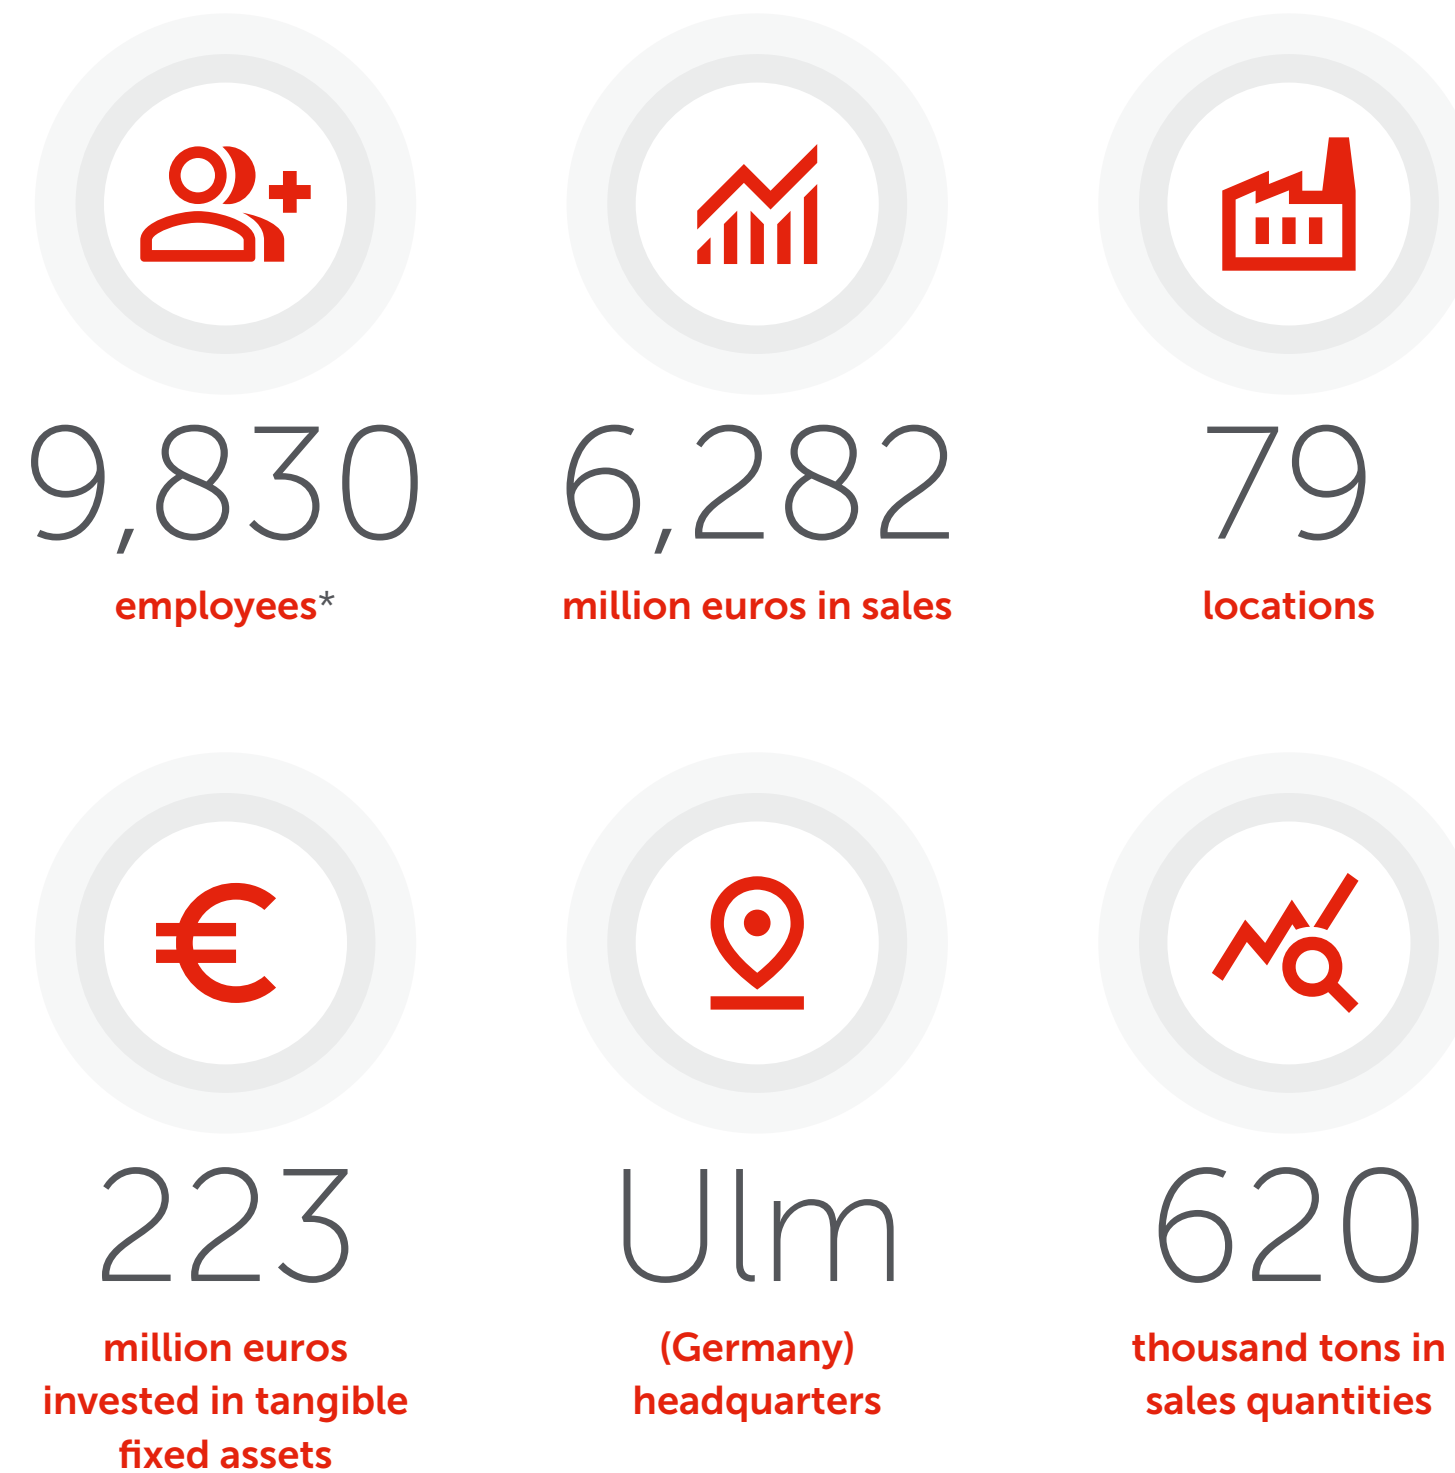 9,830
employees*
6,282
million euros in sales
79
locations
223
million euros
invested in tangible
fixed assets
Ulm
(Germany)
headquarters
620
thousand tons in
sales quantities